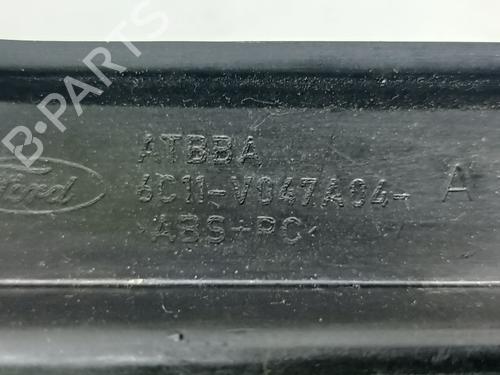 B-PARTS
Ford
ATBBA
6C11-V047A04- A
>ABS+PC<